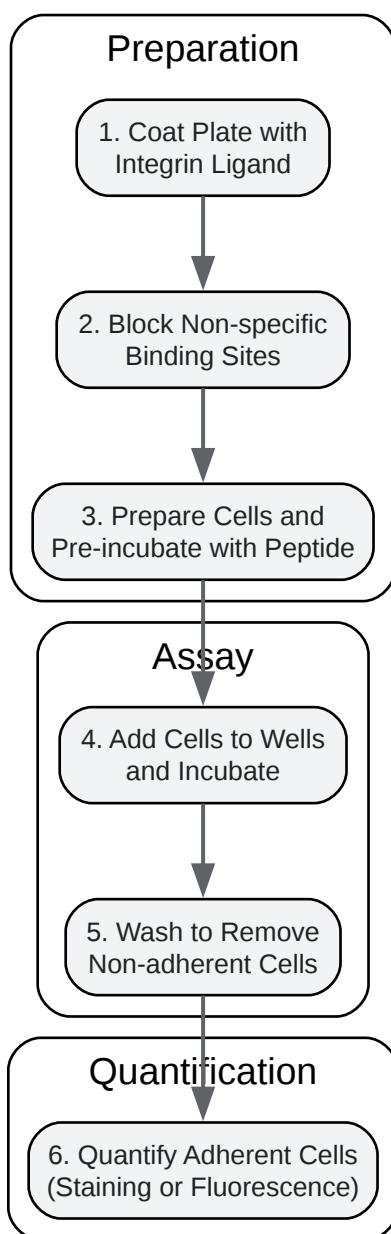 Preparation
1. Coat Plate with
Integrin Ligand
2. Block Non-specific
Binding Sites
3. Prepare Cells and
Pre-incubate with Peptide
Assay
4. Add Cells to Wells
and Incubate
5. Wash to Remove
Non-adherent Cells
Quantification
6. Quantify Adherent Cells
(Staining or Fluorescence)